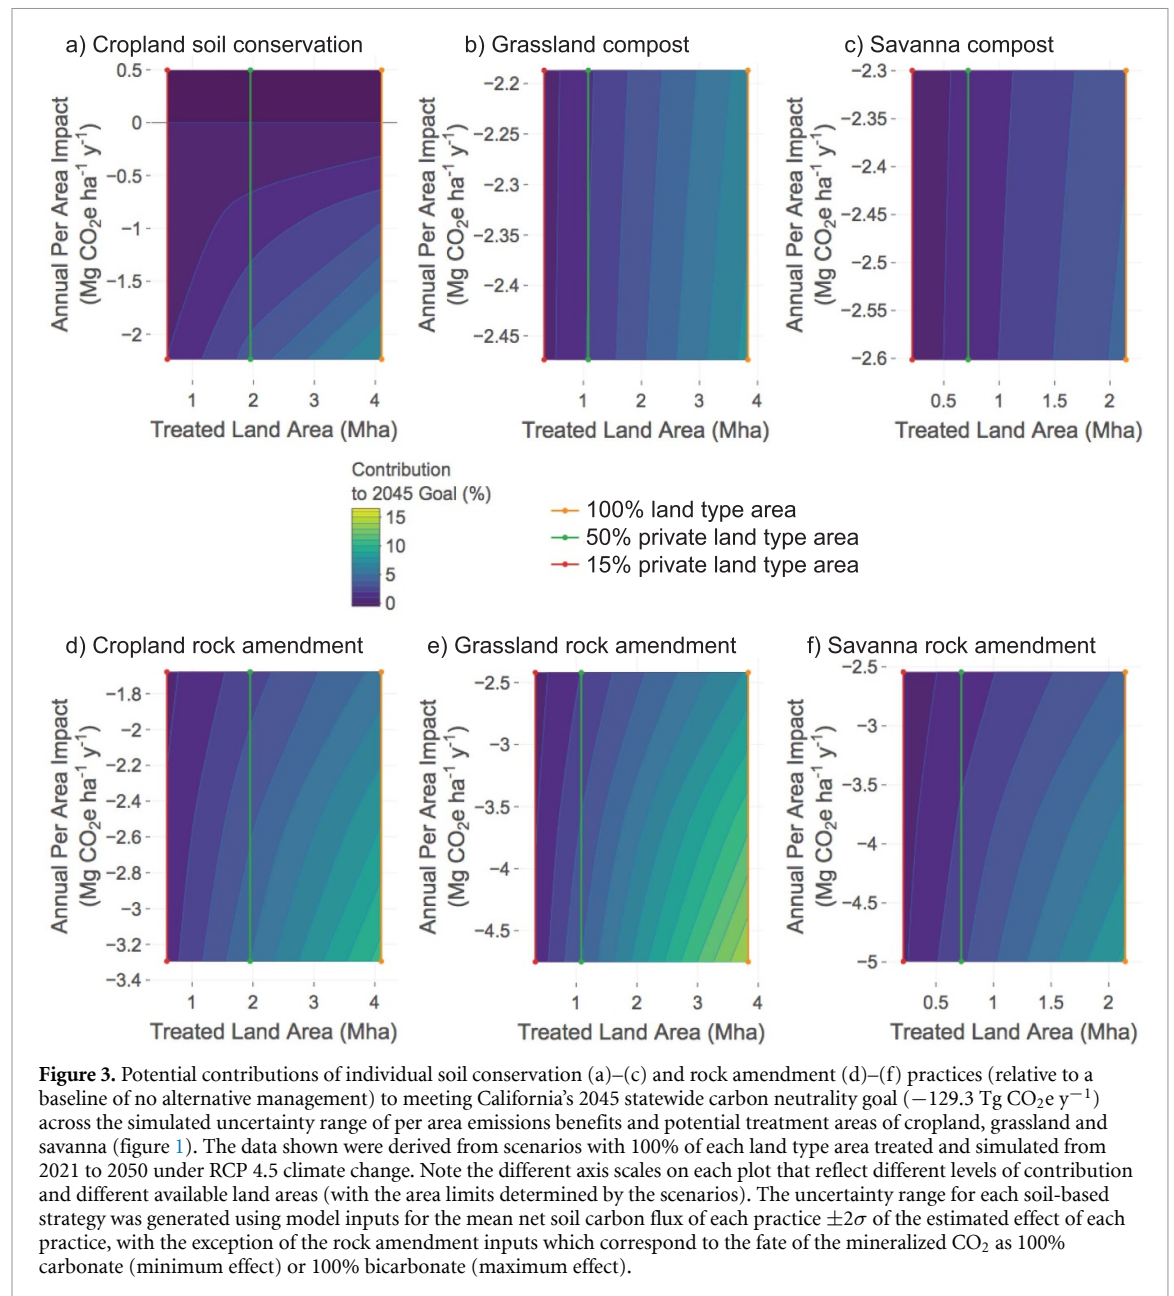 a) Cropland soil conservation
b) Grassland compost
c) Savanna compost
Annual Per Area Impact
(Mg CO₂e ha⁻¹ y⁻¹)
0.5
0
−0.5
−1
−1.5
−2
1 2 3 4
Treated Land Area (Mha)
Annual Per Area Impact
(Mg CO₂e ha⁻¹ y⁻¹)
−2.2
−2.25
−2.3
−2.35
−2.4
−2.45
1 2 3 4
Treated Land Area (Mha)
Annual Per Area Impact
(Mg CO₂e ha⁻¹ y⁻¹)
−2.3
−2.35
−2.4
−2.45
−2.5
−2.55
−2.6
0.5 1 1.5 2
Treated Land Area (Mha)
Contribution
to 2045 Goal (%)
15
10
5
0
100% land type area
50% private land type area
15% private land type area
d) Cropland rock amendment
e) Grassland rock amendment
f) Savanna rock amendment
Annual Per Area Impact
(Mg CO₂e ha⁻¹ y⁻¹)
−1.8
−2
−2.2
−2.4
−2.6
−2.8
−3
−3.2
−3.4
1 2 3 4
Treated Land Area (Mha)
Annual Per Area Impact
(Mg CO₂e ha⁻¹ y⁻¹)
−2.5
−3
−3.5
−4
−4.5
1 2 3 4
Treated Land Area (Mha)
Annual Per Area Impact
(Mg CO₂e ha⁻¹ y⁻¹)
−2.5
−3
−3.5
−4
−4.5
−5
0.5 1 1.5 2
Treated Land Area (Mha)
Figure 3. Potential contributions of individual soil conservation (a)–(c) and rock amendment (d)–(f) practices (relative to a
baseline of no alternative management) to meeting California's 2045 statewide carbon neutrality goal (−129.3 Tg CO₂e y⁻¹)
across the simulated uncertainty range of per area emissions benefits and potential treatment areas of cropland, grassland and
savanna (figure 1). The data shown were derived from scenarios with 100% of each land type area treated and simulated from
2021 to 2050 under RCP 4.5 climate change. Note the different axis scales on each plot that reflect different levels of contribution
and different available land areas (with the area limits determined by the scenarios). The uncertainty range for each soil-based
strategy was generated using model inputs for the mean net soil carbon flux of each practice ±2σ of the estimated effect of each
practice, with the exception of the rock amendment inputs which correspond to the fate of the mineralized CO₂ as 100%
carbonate (minimum effect) or 100% bicarbonate (maximum effect).